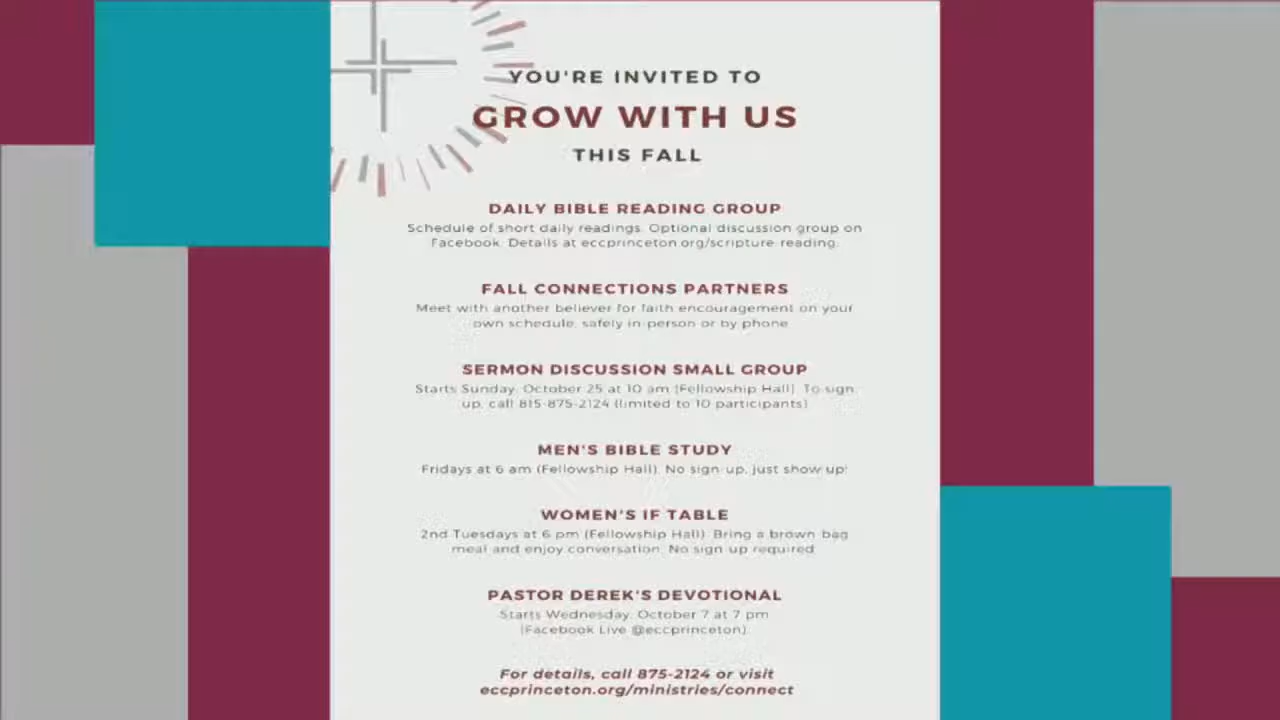 YOU'RE INVITED TO
GROW WITH US
THIS FALL
DAILY BIBLE READING GROUP
Schedule of short daily readings. Optional discussion group on
Facebook. Details at eccprinceton.org/scripture-reading.
FALL CONNECTIONS PARTNERS
Meet with another believer for faith encouragement on your
own schedule, safely in-person or by phone.
SERMON DISCUSSION SMALL GROUP
Starts Sunday, October 25 at 10 am (Fellowship Hall). To sign-
up, call 815-875-2124 (limited to 10 participants).
MEN'S BIBLE STUDY
Fridays at 6 am (Fellowship Hall). No sign-up, just show up!
WOMEN'S IF TABLE
2nd Tuesdays at 6 pm (Fellowship Hall). Bring a brown bag
meal and enjoy conversation. No sign-up required.
PASTOR DEREK'S DEVOTIONAL
Starts Wednesday, October 7 at 7 pm
(Facebook Live @eccprinceton).
For details, call 875-2124 or visit
eccprinceton.org/ministries/connect